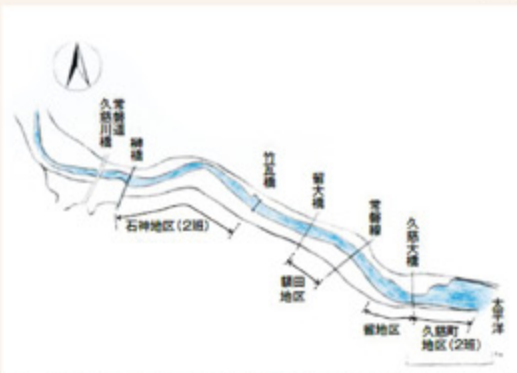 常磐道
久慈川橋
榊橋
竹瓦橋
留大橋
常磐線
久慈大橋
太平洋
石神地区(2班)
額田
地区
留地区
久慈町
地区(2班)